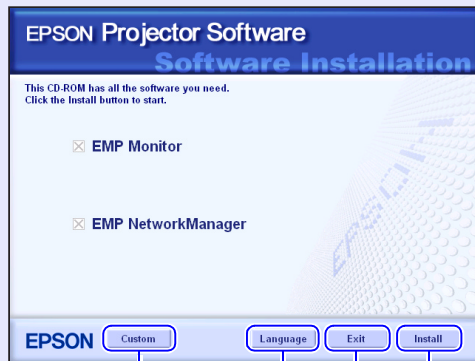 EPSON Projector Software
Software Installation
This CD-ROM has all the software you need.
Click the Install button to start.
EMP Monitor
EMP NetworkManager
EPSON
EPSON Custom Language Exit Install